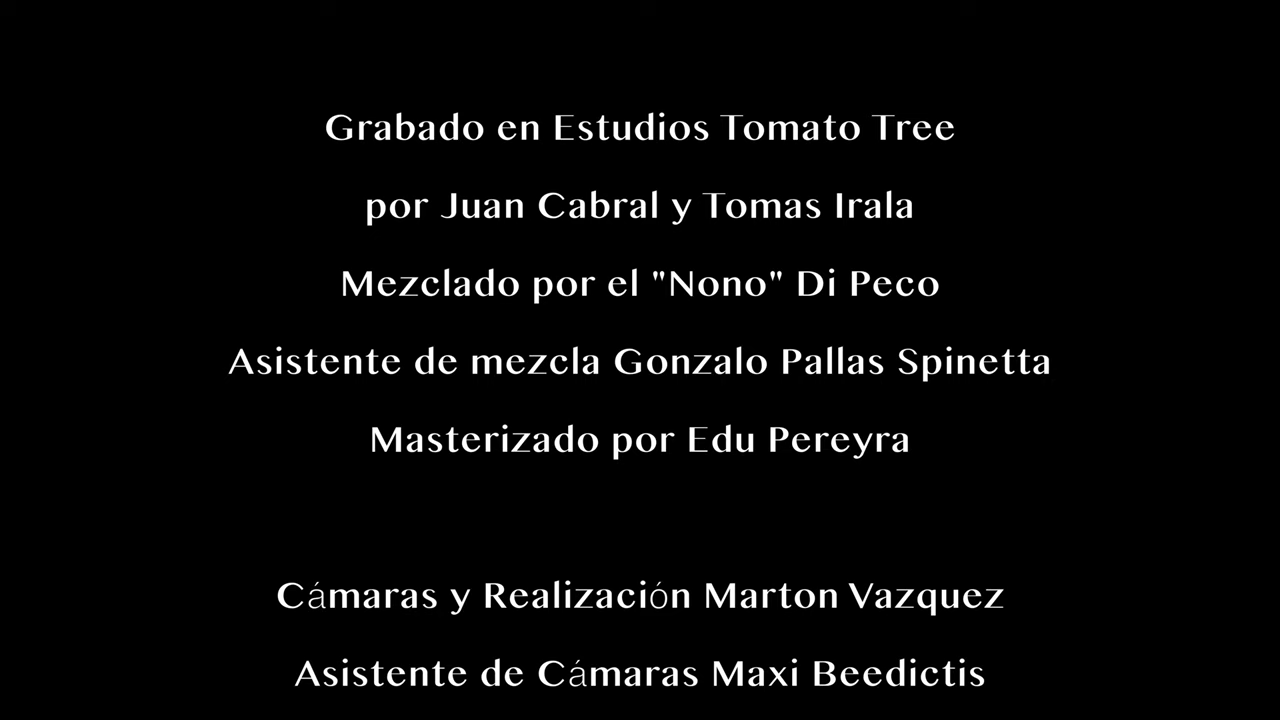 Grabado en Estudios Tomato Tree
por Juan Cabral y Tomas Irala
Mezclado por el "Nono" Di Peco
Asistente de mezcla Gonzalo Pallas Spinetta
Masterizado por Edu Pereyra
Cámaras y Realización Marton Vazquez
Asistente de Cámaras Maxi Beedictis